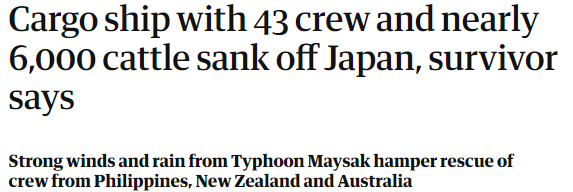 Cargo ship with 43 crew and nearly
6,000 cattle sank off Japan, survivor
says
Strong winds and rain from Typhoon Maysak hamper rescue of
crew from Philippines, New Zealand and Australia